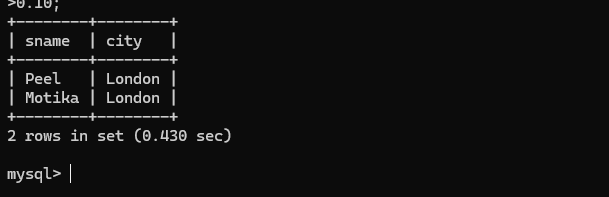 >0.10;
+--------+--------+
| sname  | city   |
+--------+--------+
| Peel   | London |
| Motika | London |
+--------+--------+
2 rows in set (0.430 sec)
mysql>